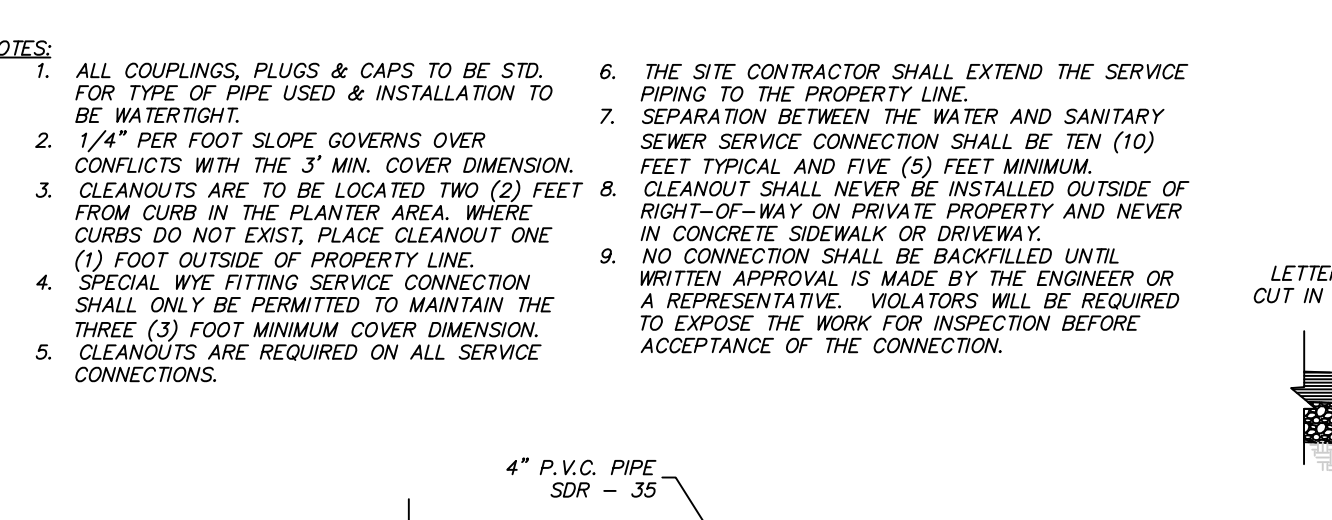 OTES:
1. ALL COUPLINGS, PLUGS & CAPS TO BE STD.
FOR TYPE OF PIPE USED & INSTALLATION TO
BE WATERTIGHT.
2. 1/4" PER FOOT SLOPE GOVERNS OVER
CONFLICTS WITH THE 3' MIN. COVER DIMENSION.
3. CLEANOUTS ARE TO BE LOCATED TWO (2) FEET
FROM CURB IN THE PLANTER AREA. WHERE
CURBS DO NOT EXIST, PLACE CLEANOUT ONE
(1) FOOT OUTSIDE OF PROPERTY LINE.
4. SPECIAL WYE FITTING SERVICE CONNECTION
SHALL ONLY BE PERMITTED TO MAINTAIN THE
THREE (3) FOOT MINIMUM COVER DIMENSION.
5. CLEANOUTS ARE REQUIRED ON ALL SERVICE
CONNECTIONS.
6. THE SITE CONTRACTOR SHALL EXTEND THE SERVICE
PIPING TO THE PROPERTY LINE.
7. SEPARATION BETWEEN THE WATER AND SANITARY
SEWER SERVICE CONNECTION SHALL BE TEN (10)
FEET TYPICAL AND FIVE (5) FEET MINIMUM.
8. CLEANOUT SHALL NEVER BE INSTALLED OUTSIDE OF
RIGHT-OF-WAY ON PRIVATE PROPERTY AND NEVER
IN CONCRETE SIDEWALK OR DRIVEWAY.
9. NO CONNECTION SHALL BE BACKFILLED UNTIL
WRITTEN APPROVAL IS MADE BY THE ENGINEER OR
A REPRESENTATIVE. VIOLATORS WILL BE REQUIRED
TO EXPOSE THE WORK FOR INSPECTION BEFORE
ACCEPTANCE OF THE CONNECTION.
LETTE
CUT IN
4" P.V.C. PIPE
SDR - 35